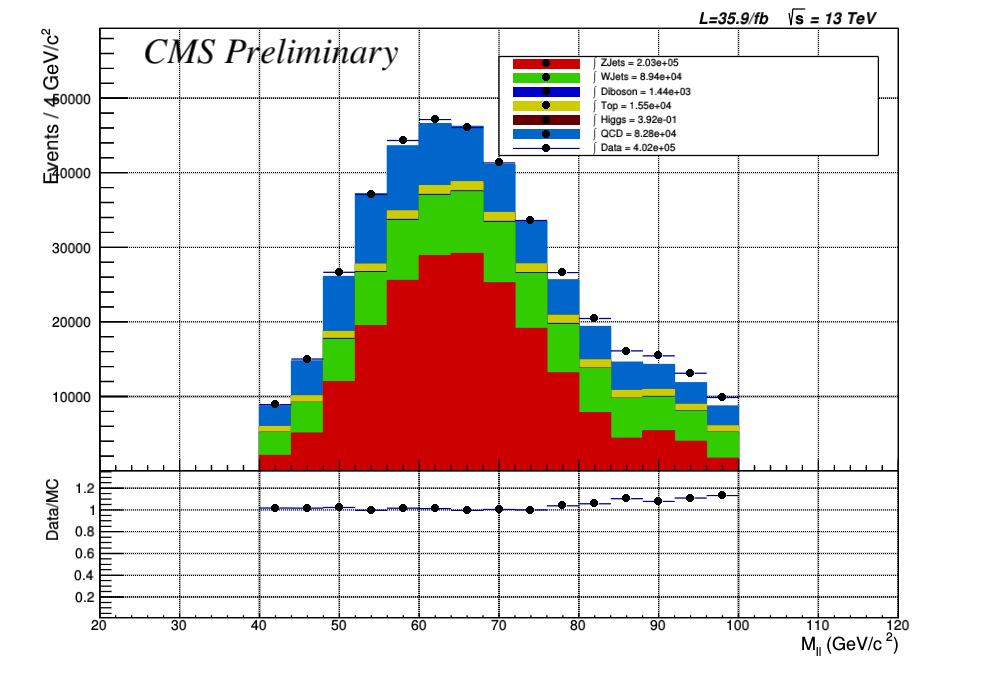 L=35.9/fb √s = 13 TeV
CMS Preliminary
Events / 4 GeV/c²
∫ ZJets = 2.03e+05
∫ WJets = 8.94e+04
∫ Diboson = 1.44e+03
∫ Top = 1.55e+04
∫ Higgs = 3.92e-01
∫ QCD = 8.28e+04
∫ Data = 4.02e+05
50000
40000
30000
20000
10000
Data/MC
1.2
1
0.8
0.6
0.4
0.2
20 30 40 50 60 70 80 90 100 110 120
M_ll (GeV/c²)